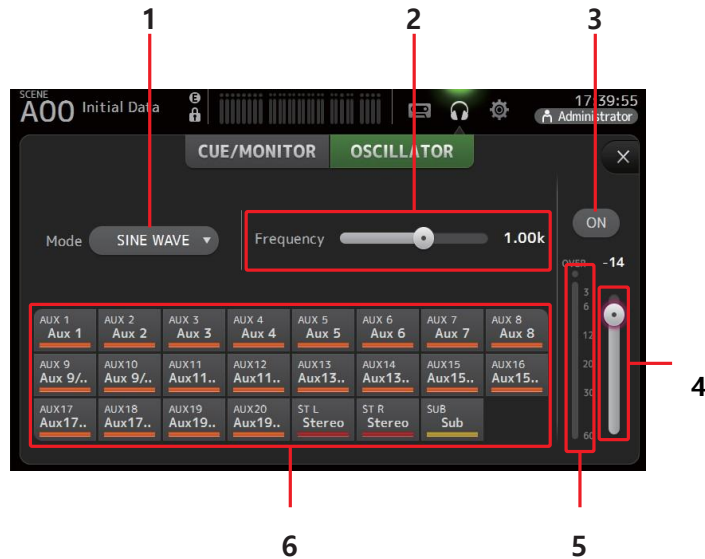 1 2 3
SCENE
A00 Initial Data E 17:39:55
Administrator
CUE/MONITOR OSCILLATOR ×
ON
Mode SINE WAVE ▼ Frequency 1.00k
OVER -14
3
6
12
20
30
60
AUX 1 AUX 2 AUX 3 AUX 4 AUX 5 AUX 6 AUX 7 AUX 8
Aux 1 Aux 2 Aux 3 Aux 4 Aux 5 Aux 6 Aux 7 Aux 8
AUX 9 AUX10 AUX11 AUX12 AUX13 AUX14 AUX15 AUX16
Aux 9/.. Aux 9/.. Aux11.. Aux11.. Aux13.. Aux13.. Aux15.. Aux15..
AUX17 AUX18 AUX19 AUX20 ST L ST R SUB
Aux17.. Aux17.. Aux19.. Aux19.. Stereo Stereo Sub
4
6 5